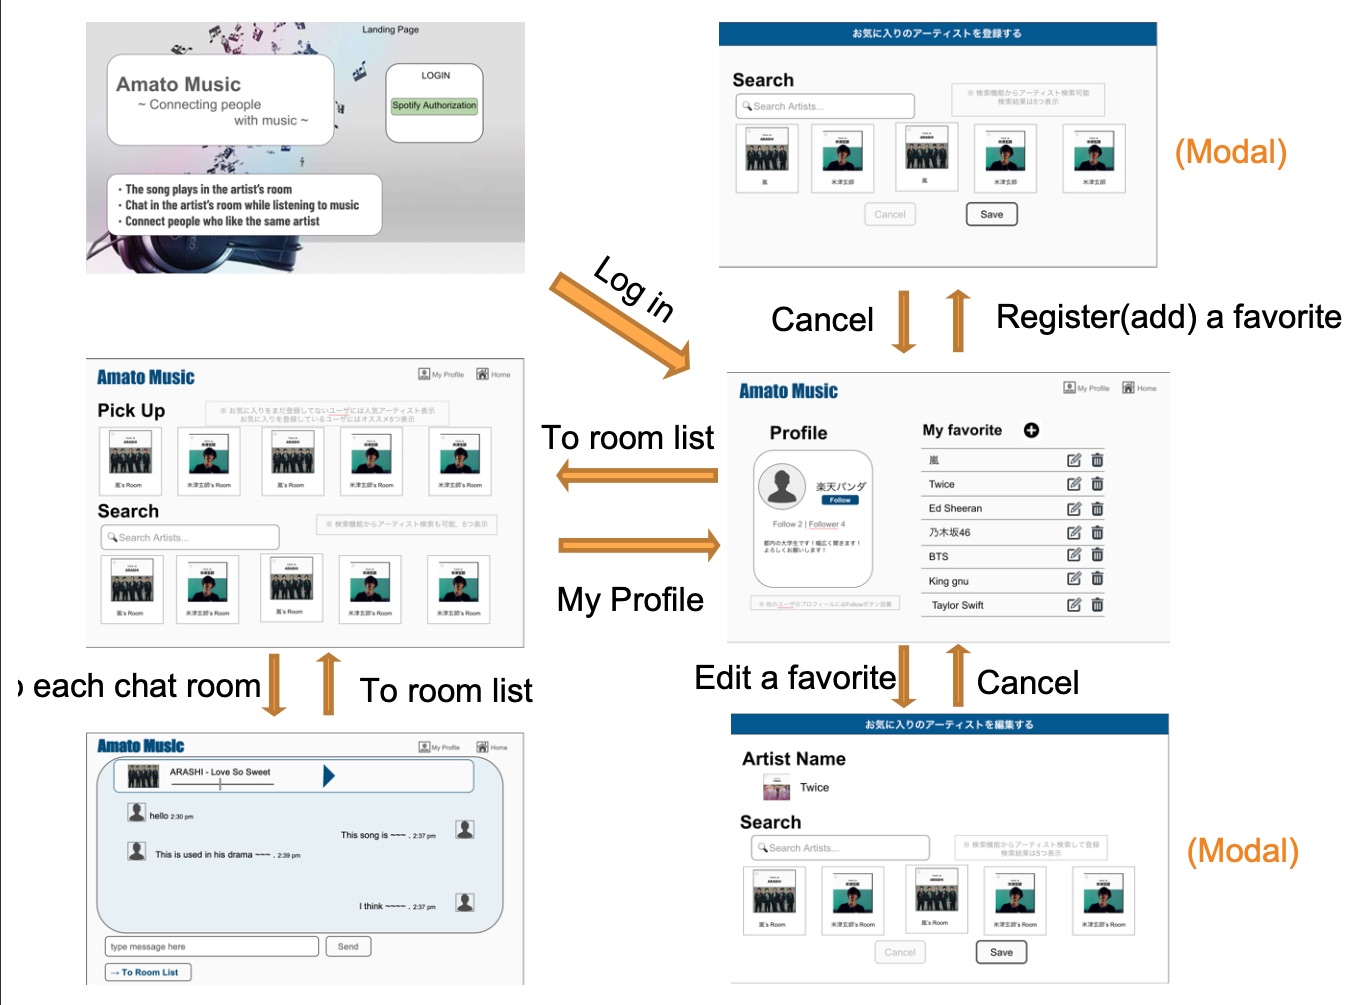 Landing Page
Amato Music
~ Connecting people
with music ~
LOGIN
Spotify Authorization
・The song plays in the artist's room
・Chat in the artist's room while listening to music
・Connect people who like the same artist
お気に入りのアーティストを登録する
Search
Search Artists...
※ 検索機能からアーティスト検索可能
検索結果は5つ表示
嵐
米津玄師
嵐
米津玄師
米津玄師
Cancel
Save
(Modal)
Log in
Cancel
Register(add) a favorite
Amato Music
My Profile
Home
Pick Up
※ お気に入りをまだ登録してないユーザには人気アーティスト表示
お気に入りを登録しているユーザにはオススメ5つ表示
嵐's Room
米津玄師's Room
嵐's Room
米津玄師's Room
米津玄師's Room
Search
Search Artists...
※ 検索機能からアーティスト検索も可能、5つ表示
嵐's Room
米津玄師's Room
嵐's Room
米津玄師's Room
米津玄師's Room
To room list
My Profile
Amato Music
My Profile
Home
Profile
楽天パンダ
Follow
Follow 2 | Follower 4
都内の大学生です！幅広く聞きます！
よろしくお願いします！
※ 他のユーザのプロフィールにはFollowボタン設置
My favorite
嵐
Twice
Ed Sheeran
乃木坂46
BTS
King gnu
Taylor Swift
each chat room
To room list
Edit a favorite
Cancel
Amato Music
My Profile
Home
ARASHI - Love So Sweet
hello 2:30 pm
This song is ~~~ . 2:37 pm
This is used in his drama ~~~ . 2:39 pm
I think ~~~~ . 2:37 pm
type message here
Send
→ To Room List
お気に入りのアーティストを編集する
Artist Name
Twice
Search
Search Artists...
※ 検索機能からアーティスト検索して登録
検索結果は5つ表示
嵐's Room
米津玄師's Room
嵐's Room
米津玄師's Room
米津玄師's Room
Cancel
Save
(Modal)